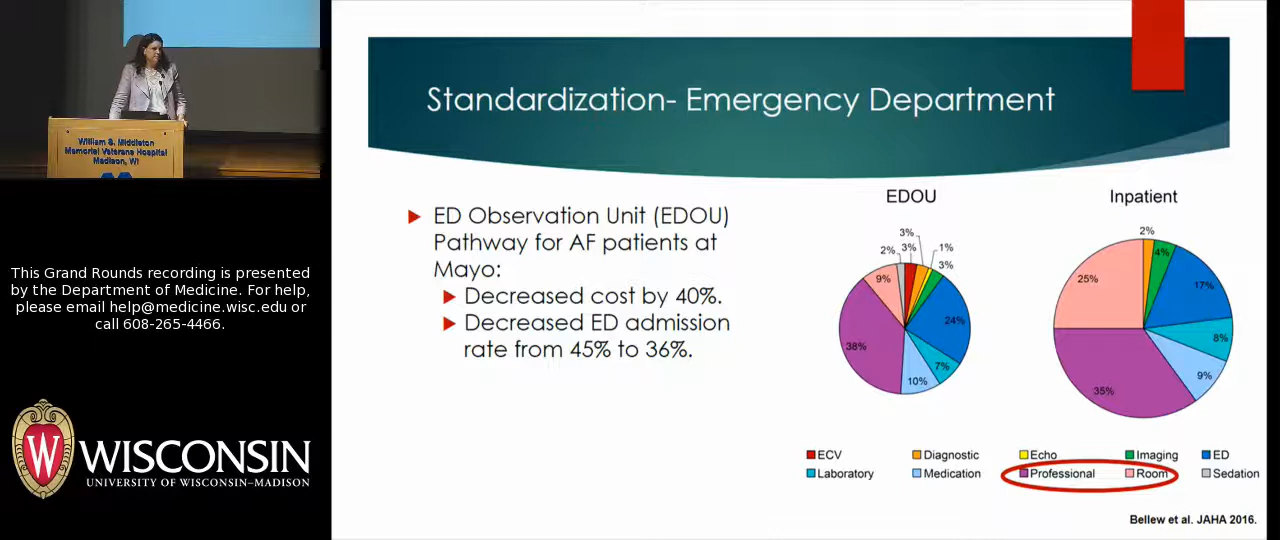 William S. Middleton
Memorial Veterans Hospital
Madison, WI
This Grand Rounds recording is presented
by the Department of Medicine. For help,
please email help@medicine.wisc.edu or
call 608-265-4466.
W
WISCONSIN
UNIVERSITY OF WISCONSIN–MADISON
Standardization- Emergency Department
ED Observation Unit (EDOU)
Pathway for AF patients at
Mayo:
Decreased cost by 40%.
Decreased ED admission
rate from 45% to 36%.
EDOU
3%
2% 3% 1%
3%
9%
24%
38%
7%
10%
Inpatient
2%
4%
25%
17%
8%
9%
35%
ECV Diagnostic Echo Imaging ED
Laboratory Medication Professional Room Sedation
Bellew et al. JAHA 2016.